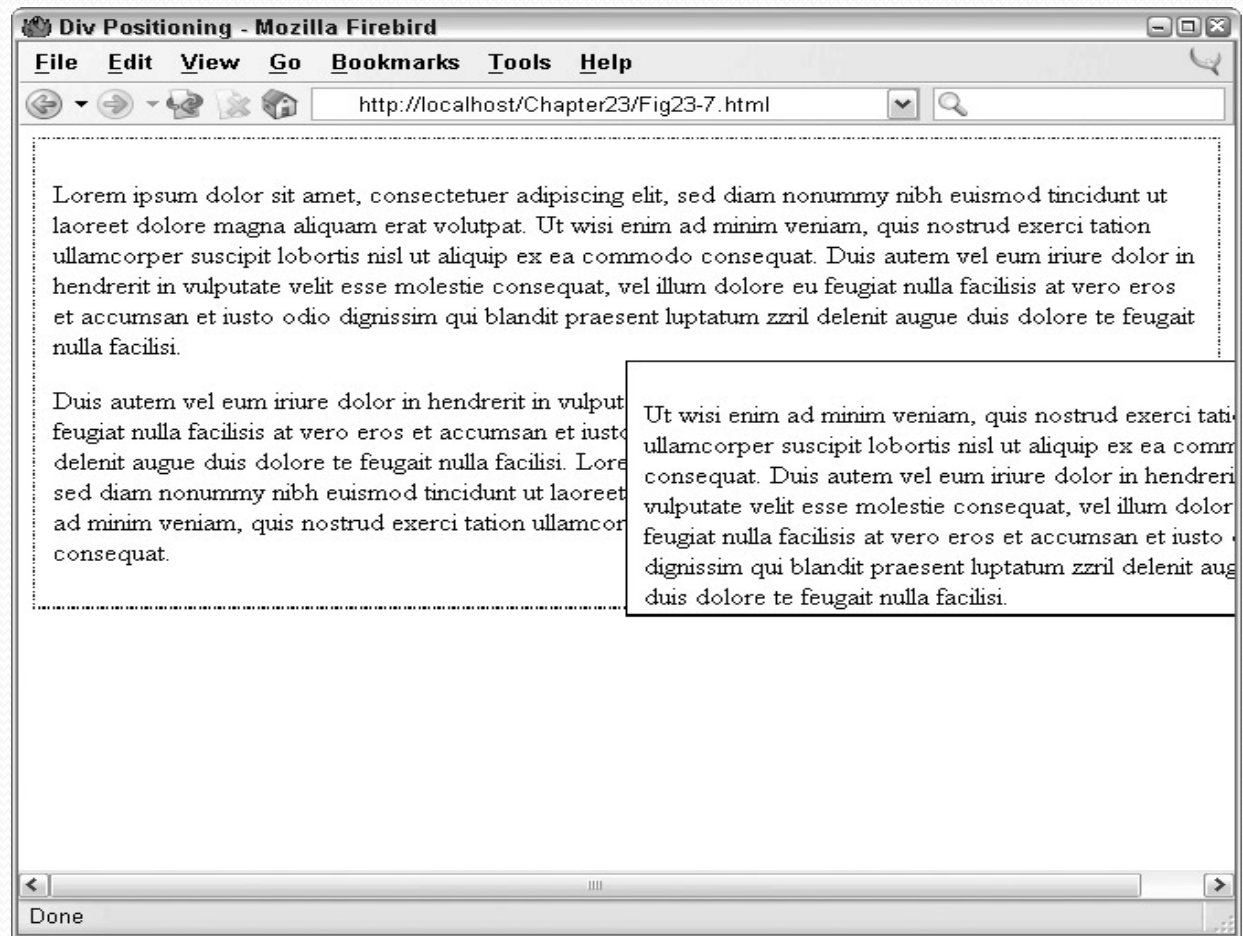 Div Positioning - Mozilla Firebird
File Edit View Go Bookmarks Tools Help
http://localhost/Chapter23/Fig23-7.html
Lorem ipsum dolor sit amet, consectetuer adipiscing elit, sed diam nonummy nibh euismod tincidunt ut
laoreet dolore magna aliquam erat volutpat. Ut wisi enim ad minim veniam, quis nostrud exerci tation
ullamcorper suscipit lobortis nisl ut aliquip ex ea commodo consequat. Duis autem vel eum iriure dolor in
hendrerit in vulputate velit esse molestie consequat, vel illum dolore eu feugiat nulla facilisis at vero eros
et accumsan et iusto odio dignissim qui blandit praesent luptatum zzril delenit augue duis dolore te feugait
nulla facilisi.
Duis autem vel eum iriure dolor in hendrerit in vulput
feugiat nulla facilisis at vero eros et accumsan et iusto
delenit augue duis dolore te feugait nulla facilisi. Lore
sed diam nonummy nibh euismod tincidunt ut laoreet
ad minim veniam, quis nostrud exerci tation ullamcor
consequat.
Ut wisi enim ad minim veniam, quis nostrud exerci tati
ullamcorper suscipit lobortis nisl ut aliquip ex ea comm
consequat. Duis autem vel eum iriure dolor in hendreri
vulputate velit esse molestie consequat, vel illum dolor
feugiat nulla facilisis at vero eros et accumsan et iusto
dignissim qui blandit praesent luptatum zzril delenit aug
duis dolore te feugait nulla facilisi.
Done